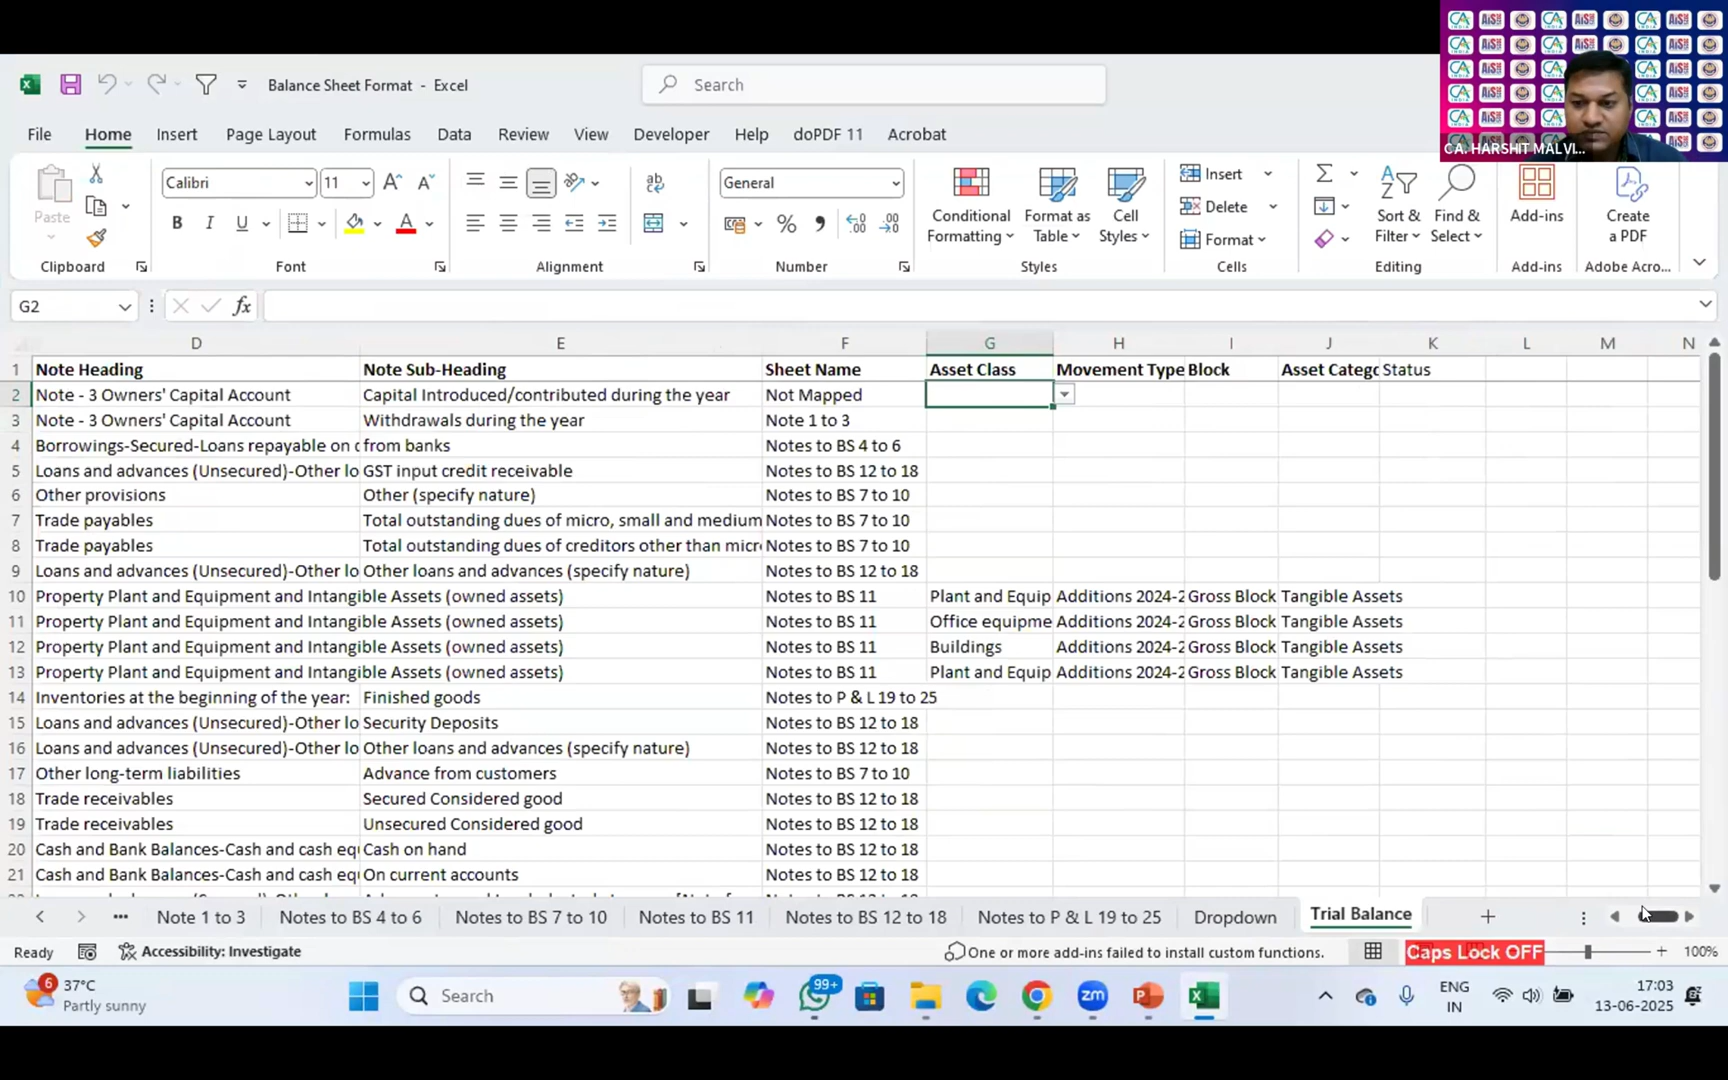 Balance Sheet Format - Excel
Search
CA. HARSHIT MALVI...
File Home Insert Page Layout Formulas Data Review View Developer Help doPDF 11 Acrobat
Paste
Calibri 11
B I U
General
Conditional Formatting
Format as Table
Cell Styles
Insert
Delete
Format
Sort & Filter
Find & Select
Add-ins
Create a PDF
Clipboard Font Alignment Number Styles Cells Editing Add-ins Adobe Acro...
G2 fx
D E F G H I J K L M N
1 Note Heading Note Sub-Heading Sheet Name Asset Class Movement Type Block Asset Catego Status
2 Note - 3 Owners' Capital Account Capital Introduced/contributed during the year Not Mapped
3 Note - 3 Owners' Capital Account Withdrawals during the year Note 1 to 3
4 Borrowings-Secured-Loans repayable on d from banks Notes to BS 4 to 6
5 Loans and advances (Unsecured)-Other lo GST input credit receivable Notes to BS 12 to 18
6 Other provisions Other (specify nature) Notes to BS 7 to 10
7 Trade payables Total outstanding dues of micro, small and medium Notes to BS 7 to 10
8 Trade payables Total outstanding dues of creditors other than micr Notes to BS 7 to 10
9 Loans and advances (Unsecured)-Other lo Other loans and advances (specify nature) Notes to BS 12 to 18
10 Property Plant and Equipment and Intangible Assets (owned assets) Notes to BS 11 Plant and Equip Additions 2024-2 Gross Block Tangible Assets
11 Property Plant and Equipment and Intangible Assets (owned assets) Notes to BS 11 Office equipme Additions 2024-2 Gross Block Tangible Assets
12 Property Plant and Equipment and Intangible Assets (owned assets) Notes to BS 11 Buildings Additions 2024-2 Gross Block Tangible Assets
13 Property Plant and Equipment and Intangible Assets (owned assets) Notes to BS 11 Plant and Equip Additions 2024-2 Gross Block Tangible Assets
14 Inventories at the beginning of the year: Finished goods Notes to P & L 19 to 25
15 Loans and advances (Unsecured)-Other lo Security Deposits Notes to BS 12 to 18
16 Loans and advances (Unsecured)-Other lo Other loans and advances (specify nature) Notes to BS 12 to 18
17 Other long-term liabilities Advance from customers Notes to BS 7 to 10
18 Trade receivables Secured Considered good Notes to BS 12 to 18
19 Trade receivables Unsecured Considered good Notes to BS 12 to 18
20 Cash and Bank Balances-Cash and cash eq Cash on hand Notes to BS 12 to 18
21 Cash and Bank Balances-Cash and cash eq On current accounts Notes to BS 12 to 18
Note 1 to 3 Notes to BS 4 to 6 Notes to BS 7 to 10 Notes to BS 11 Notes to BS 12 to 18 Notes to P & L 19 to 25 Dropdown Trial Balance
Ready Accessibility: Investigate One or more add-ins failed to install custom functions. Caps Lock OFF 100%
6 37°C
Partly sunny
Search
99+
zm
ENG
IN
17:03
13-06-2025